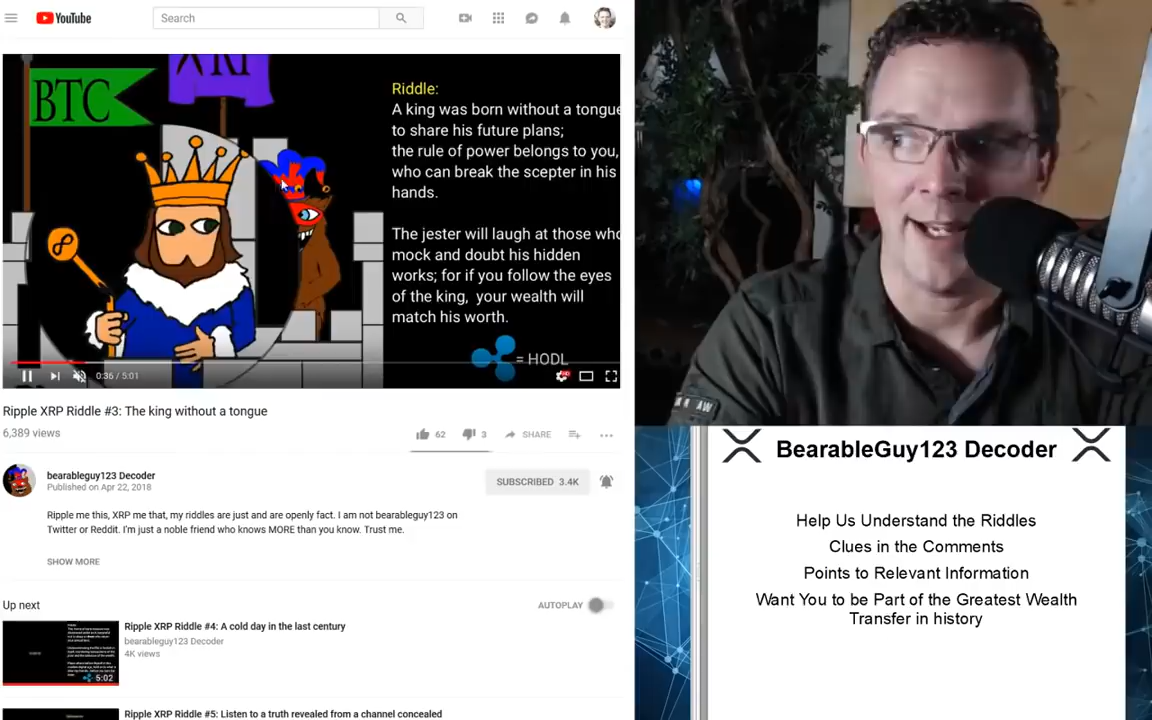 YouTube
Search
BTC
XRP
Riddle:
A king was born without a tongue
to share his future plans;
the rule of power belongs to you,
who can break the scepter in his
hands.
The jester will laugh at those who
mock and doubt his hidden
works; for if you follow the eyes
of the king, your wealth will
match his worth.
= HODL
0:36 / 5:01
HD
Ripple XRP Riddle #3: The king without a tongue
6,389 views
62
3
SHARE
bearableguy123 Decoder
Published on Apr 22, 2018
SUBSCRIBED 3.4K
Ripple me this, XRP me that, my riddles are just and are openly fact. I am not bearableguy123 on
Twitter or Reddit. I'm just a noble friend who knows MORE than you know. Trust me.
SHOW MORE
Up next
AUTOPLAY
Ripple XRP Riddle #4: A cold day in the last century
bearableguy123 Decoder
4K views
5:02
Ripple XRP Riddle #5: Listen to a truth revealed from a channel concealed
BearableGuy123 Decoder
Help Us Understand the Riddles
Clues in the Comments
Points to Relevant Information
Want You to be Part of the Greatest Wealth
Transfer in history